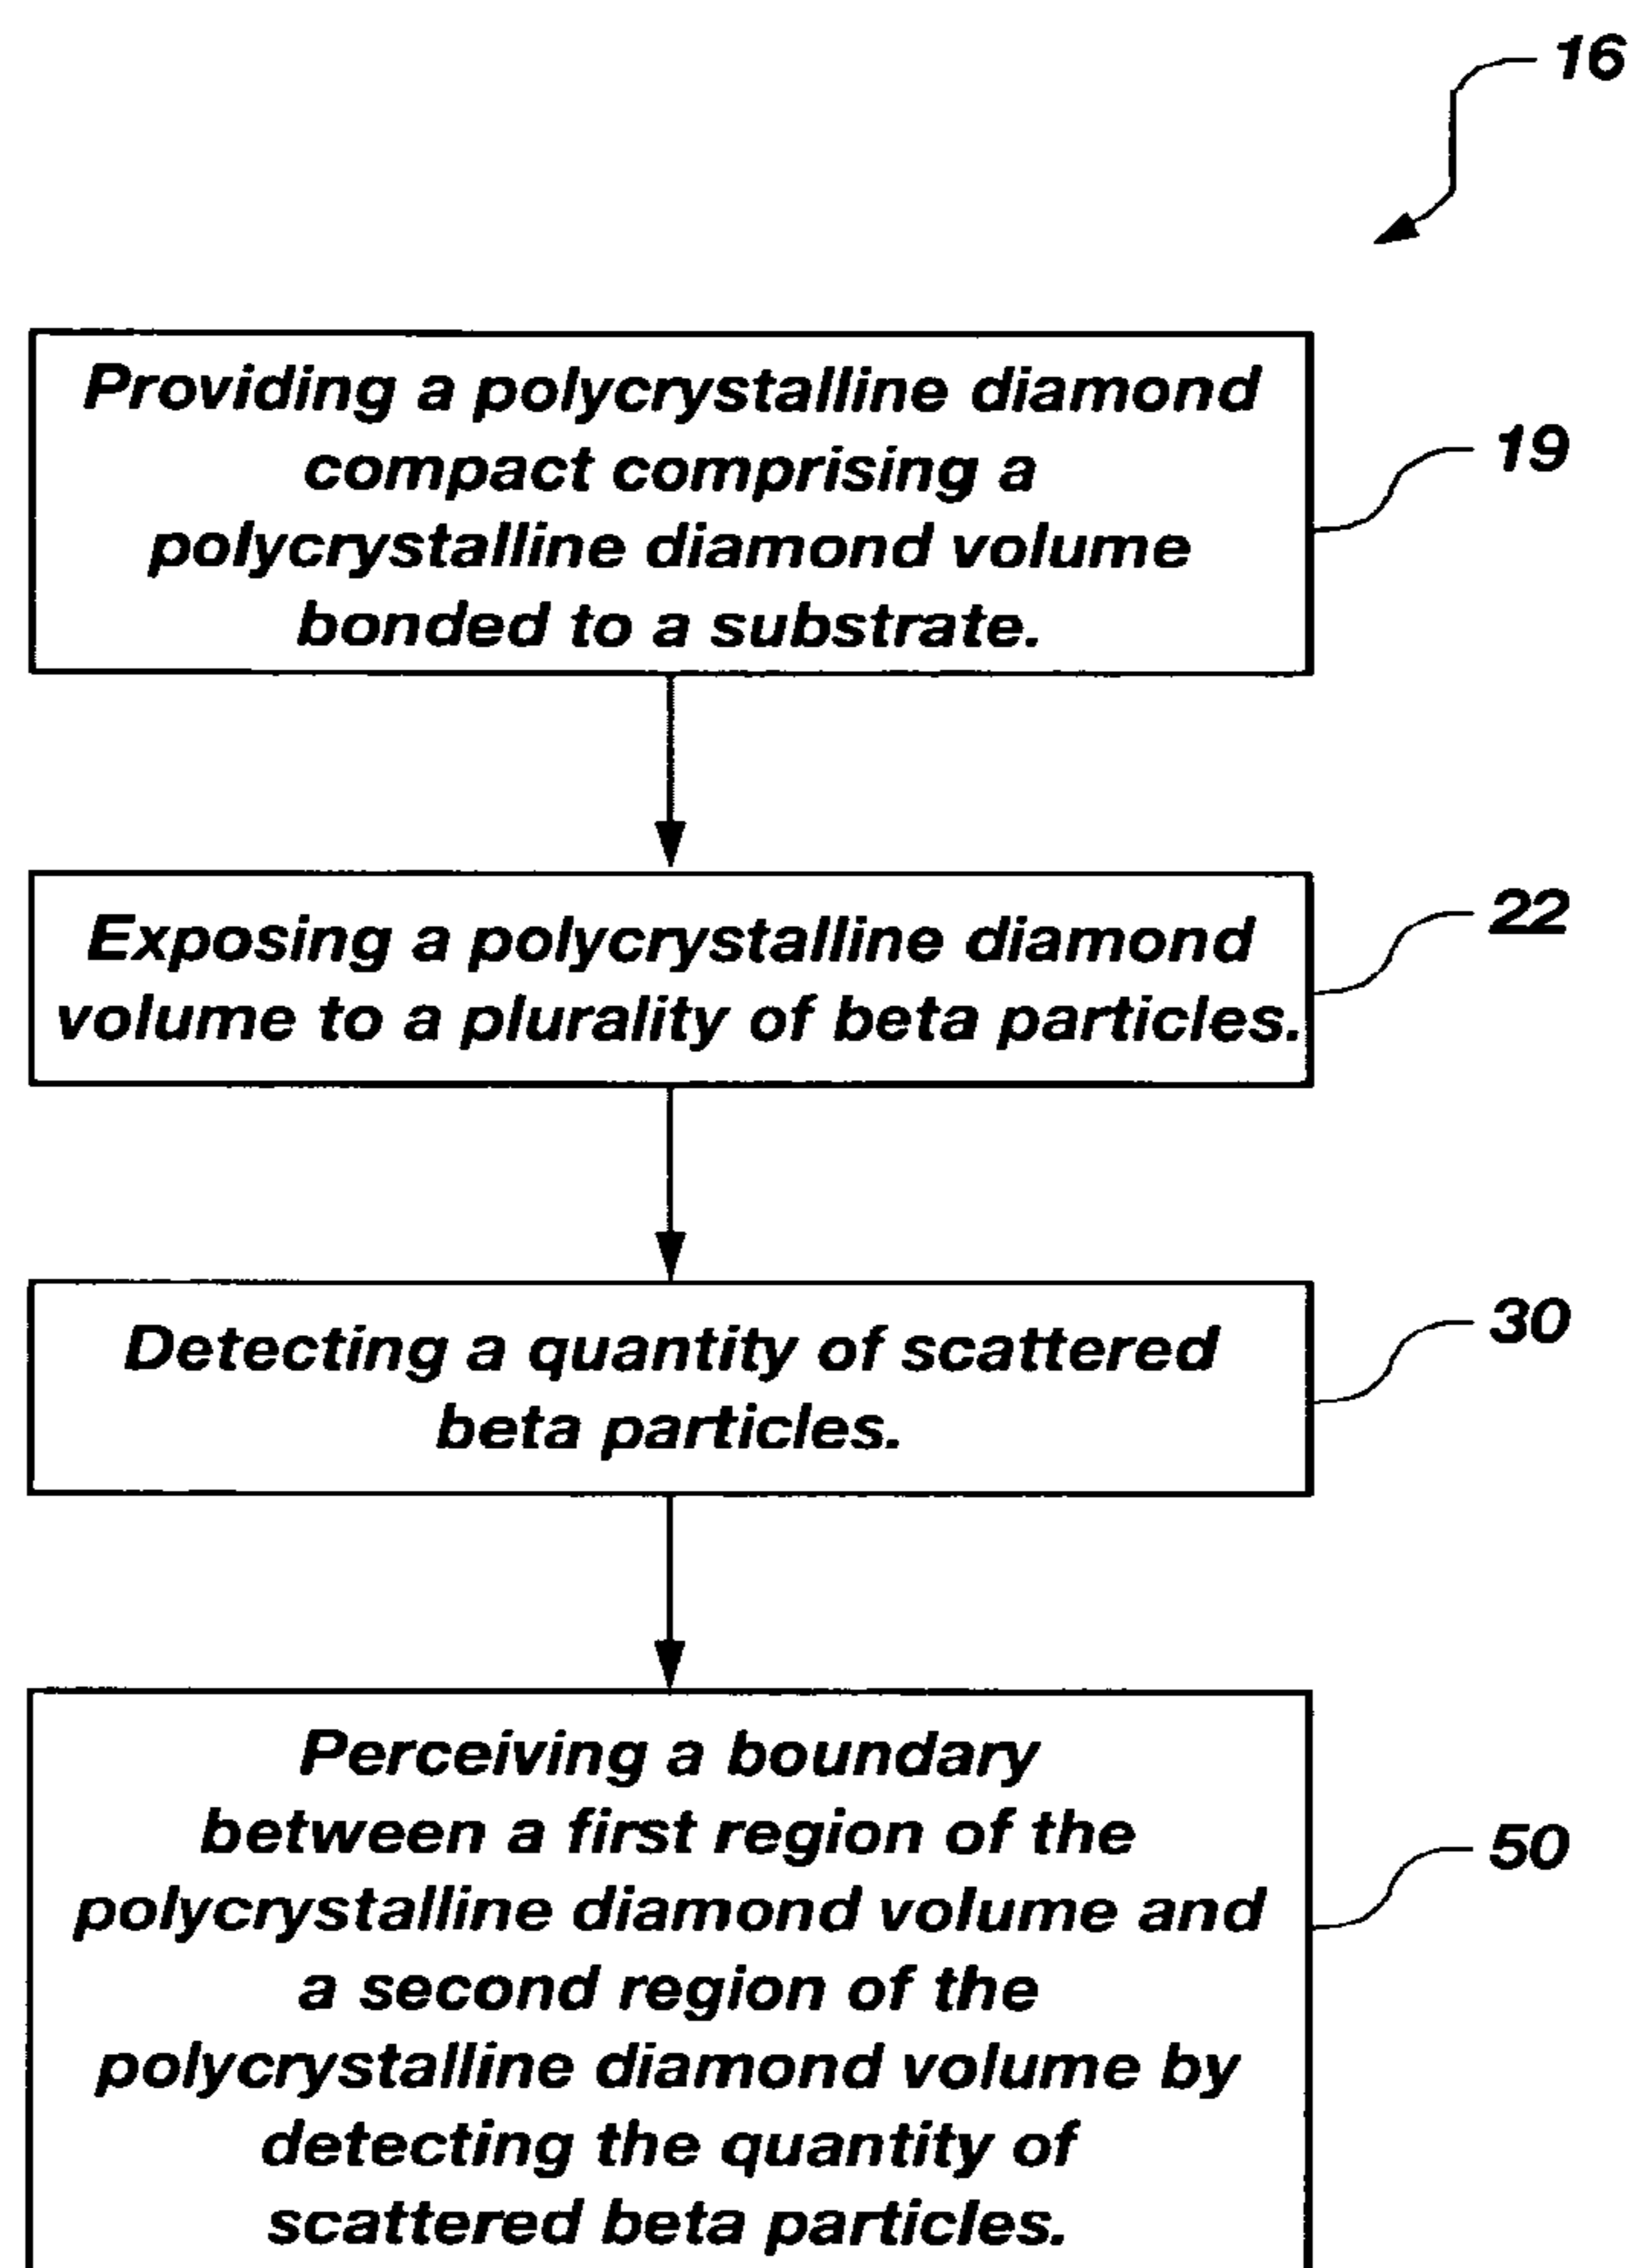 16
Providing a polycrystalline diamond
compact comprising a
polycrystalline diamond volume
bonded to a substrate.
19
Exposing a polycrystalline diamond
volume to a plurality of beta particles.
22
Detecting a quantity of scattered
beta particles.
30
Perceiving a boundary
between a first region of the
polycrystalline diamond volume and
a second region of the
polycrystalline diamond volume by
detecting the quantity of
scattered beta particles.
50